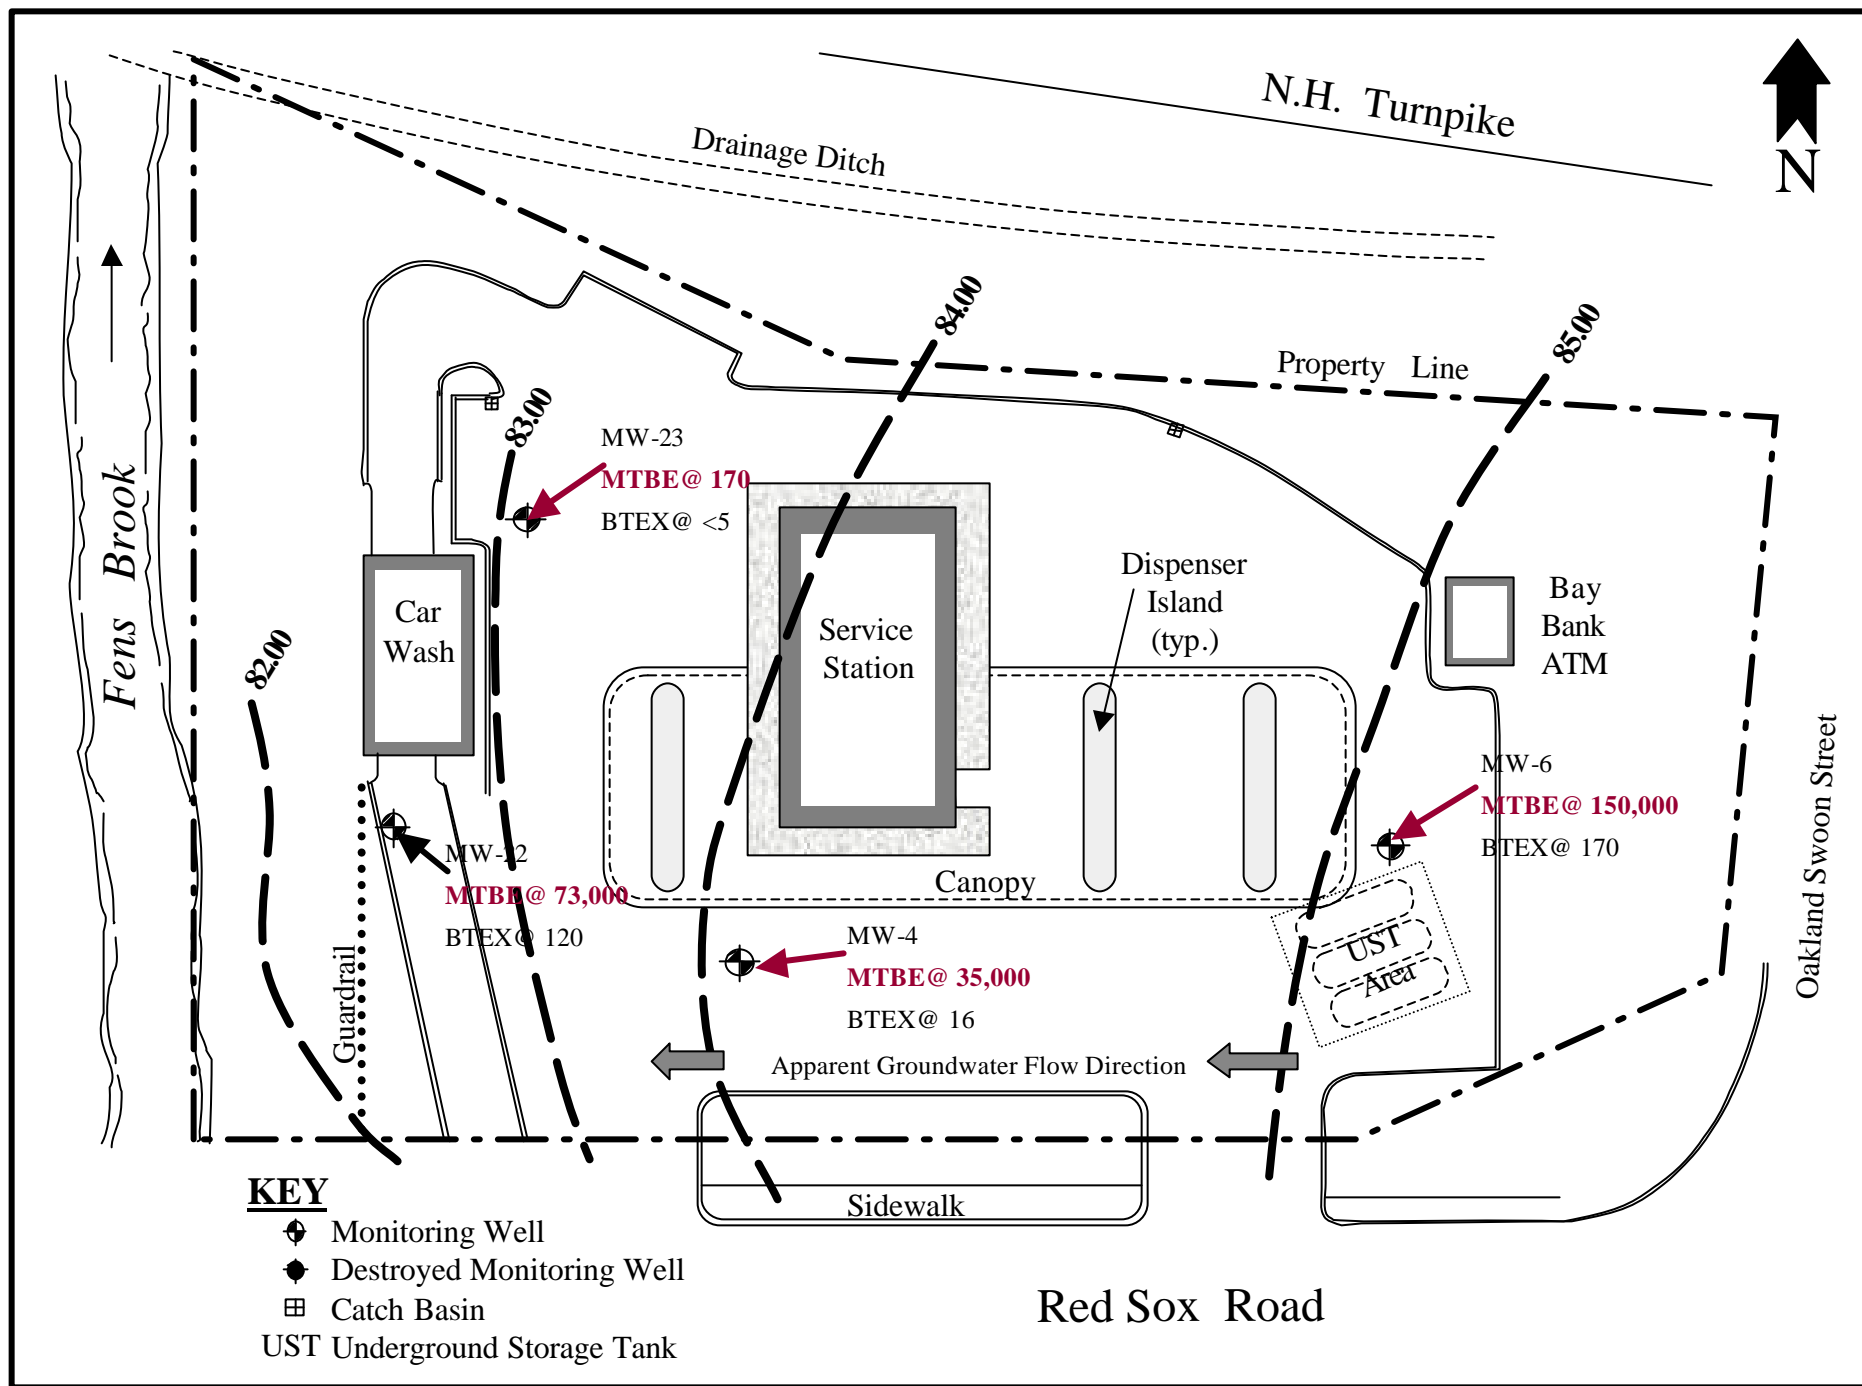 N.H. Turnpike
N
Drainage Ditch
84.00
85.00
Property Line
83.00
MW-23
MTBE@ 170
BTEX@ <5
Fens Brook
Car
Wash
82.00
Service
Station
Dispenser
Island
(typ.)
Bay
Bank
ATM
MW-6
MTBE@ 150,000
BTEX@ 170
Oakland Swoon Street
MW-22
MTBE@ 73,000
BTEX@ 120
Canopy
MW-4
MTBE@ 35,000
BTEX@ 16
UST
Area
Guardrail
Apparent Groundwater Flow Direction
Sidewalk
KEY
Monitoring Well
Destroyed Monitoring Well
Catch Basin
UST Underground Storage Tank
Red Sox Road